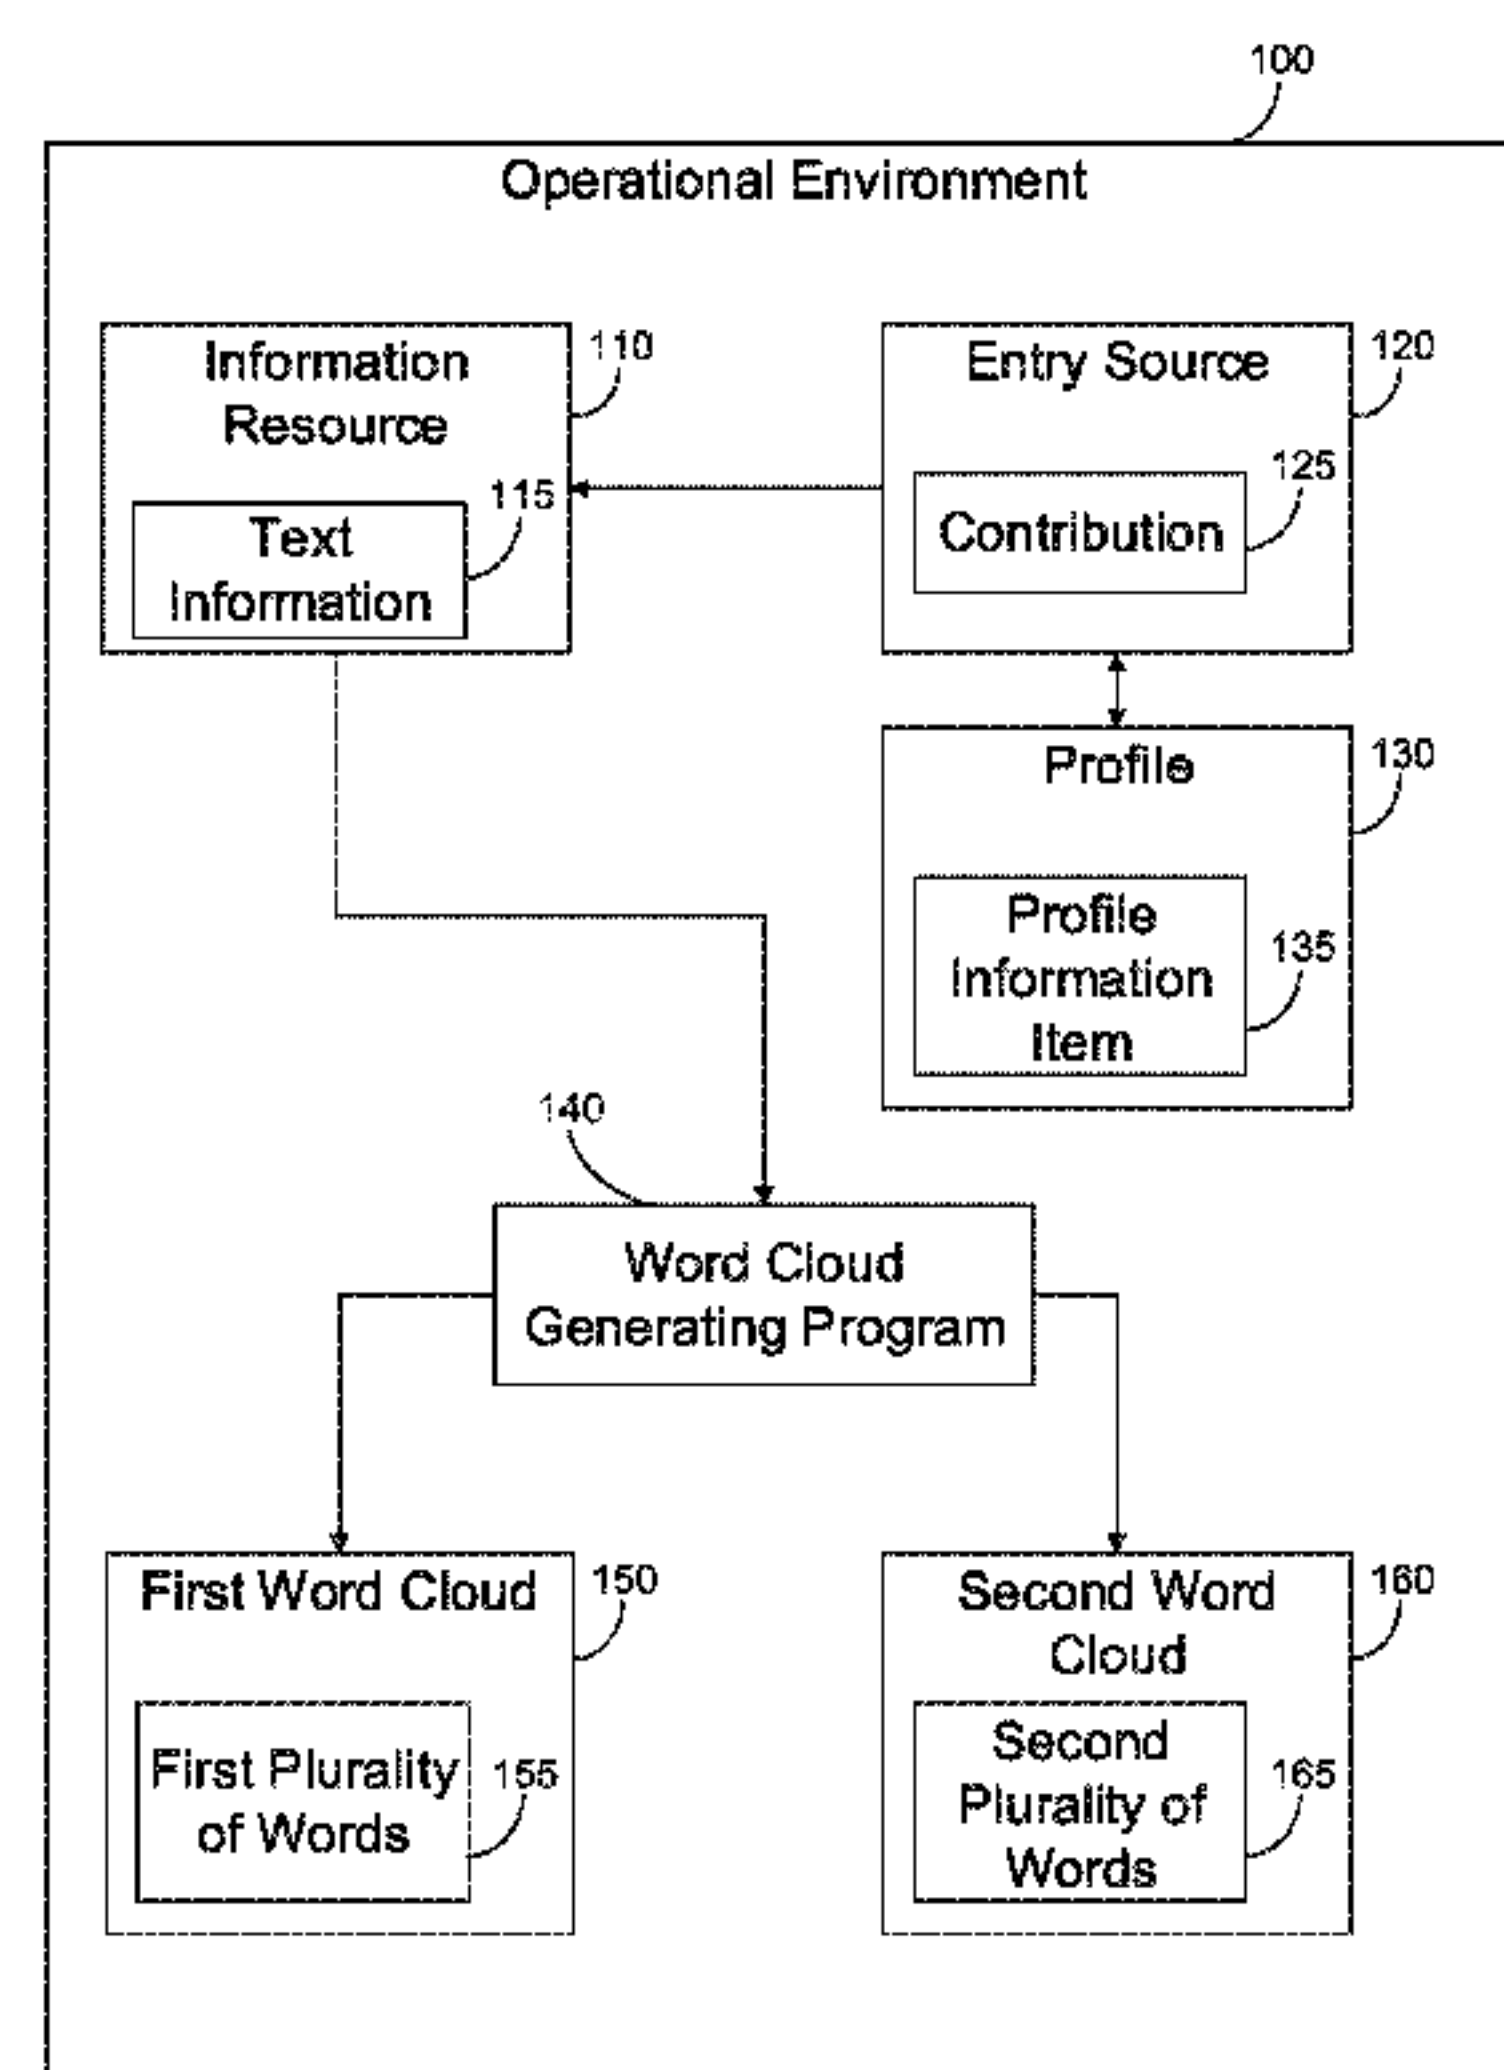 100
Operational Environment
Information
Resource
110
Text
Information
115
Entry Source
120
Contribution
125
Profile
130
Profile
Information
Item
135
140
Word Cloud
Generating Program
First Word Cloud
150
First Plurality
of Words
155
Second Word
Cloud
160
Second
Plurality of
Words
165